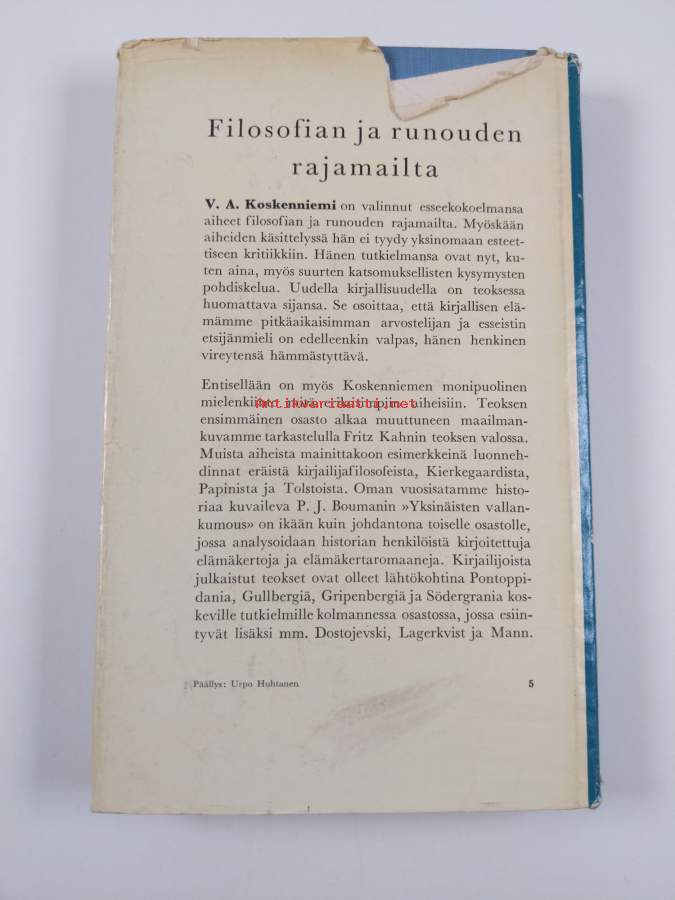 Filosofian ja runouden
rajamailta
V. A. Koskenniemi on valinnut esseekokoelmansa
aiheet filosofian ja runouden rajamailta. Myöskään
aiheiden käsittelyssä hän ei tyydy yksinomaan esteet-
tiseen kritiikkiin. Hänen tutkielmansa ovat nyt, ku-
ten aina, myös suurten katsomuksellisten kysymysten
pohdiskelua. Uudella kirjallisuudella on teoksessa
huomattava sijansa. Se osoittaa, että kirjallisen elä-
mämme pitkäaikaisimman arvostelijan ja esseistin
etsijänmieli on edelleenkin valpas, hänen henkinen
vireytensä hämmästyttävä.
Entisellään on myös Koskenniemen monipuolinen
mielenkiinto aiheisiin. Teoksen
Antikvariaatti.net
ensimmäinen osasto alkaa muuttuneen maailman-
kuvamme tarkastelulla Fritz Kahnin teoksen valossa.
Muista aiheista mainittakoon esimerkkeinä luonneh-
dinnat eräistä kirjailijafilosofeista, Kierkegaardista,
Papinista ja Tolstoista. Oman vuosisatamme histo-
riaa kuvaileva P. J. Boumanin »Yksinäisten vallan-
kumous» on ikään kuin johdantona toiselle osastolle,
jossa analysoidaan historian henkilöistä kirjoitettuja
elämäkertoja ja elämäkertaromaaneja. Kirjailijoista
julkaistut teokset ovat olleet lähtökohtina Pontoppi-
dania, Gullbergiä, Gripenbergiä ja Södergrania kos-
keville tutkielmille kolmannessa osastossa, jossa esiin-
tyvät lisäksi mm. Dostojevski, Lagerkvist ja Mann.
Päällys: Urpo Huhtanen 5